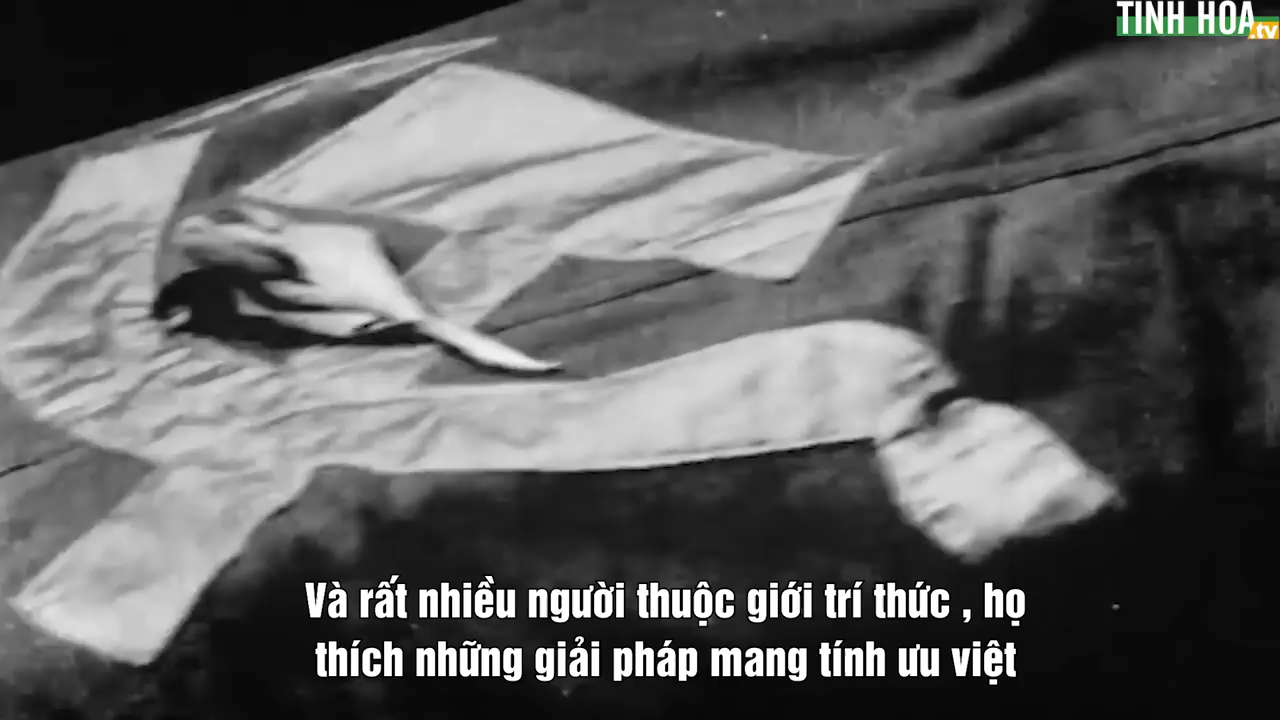 TINH HOA
.tv
Và rất nhiều người thuộc giới trí thức , họ
thích những giải pháp mang tính ưu việt